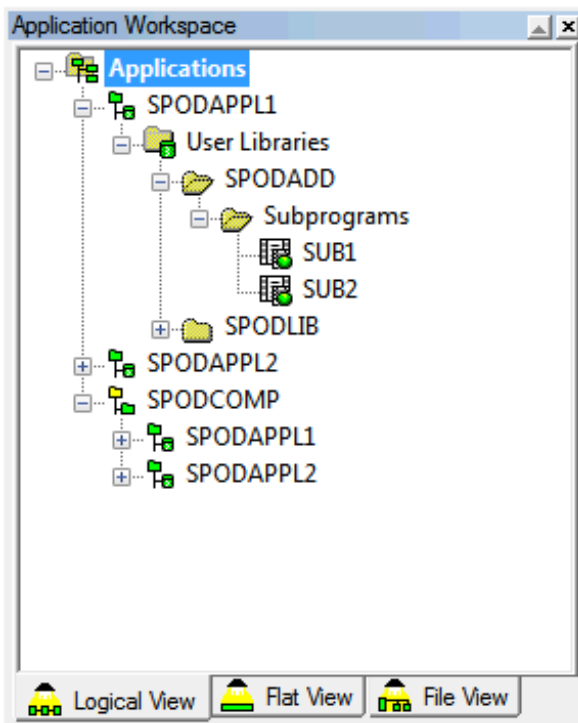 Application Workspace
Applications
SPODAPPL1
User Libraries
SPODADD
Subprograms
SUB1
SUB2
SPODLIB
SPODAPPL2
SPODCOMP
SPODAPPL1
SPODAPPL2
Logical View Flat View File View